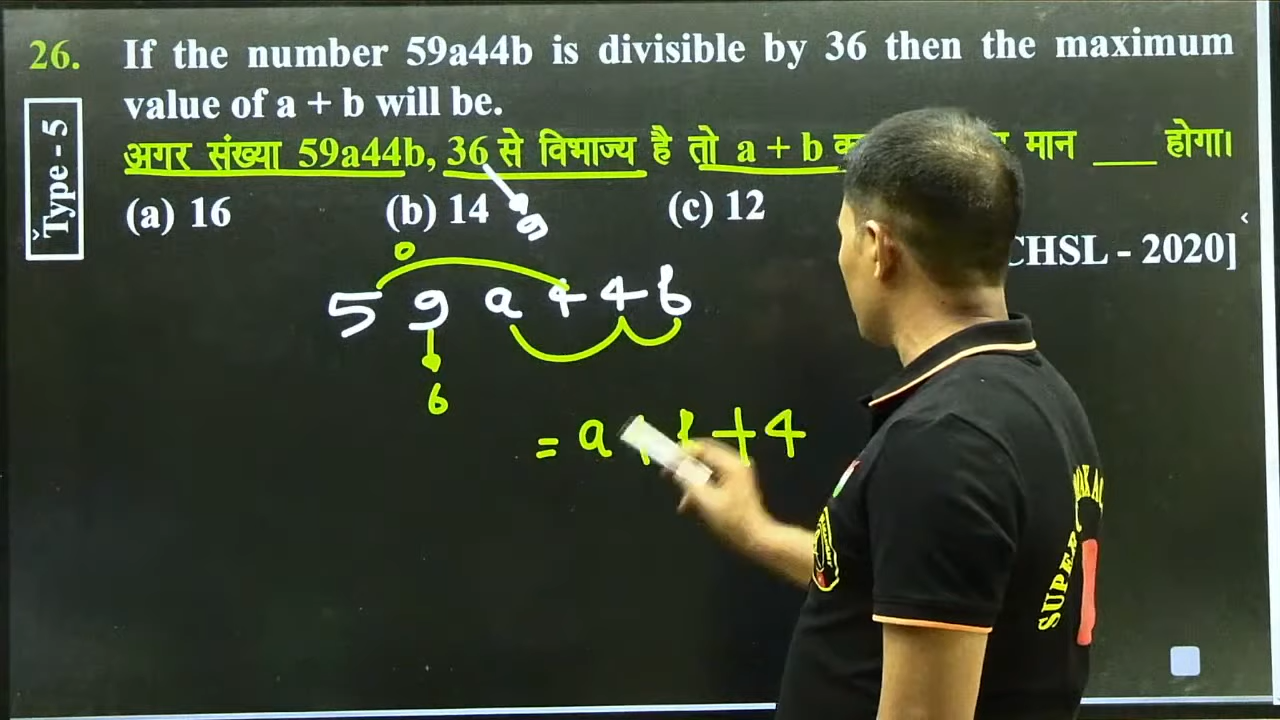 26. If the number 59a44b is divisible by 36 then the maximum
value of a + b will be.
Type - 5
अगर संख्या 59a44b, 36 से विभाज्य है तो a + b मान ___ होगा।
(a) 16 (b) 14 (c) 12
CHSL - 2020]
9
0
5 9 a 4 4 b
6
= a + b + 4
SUPER